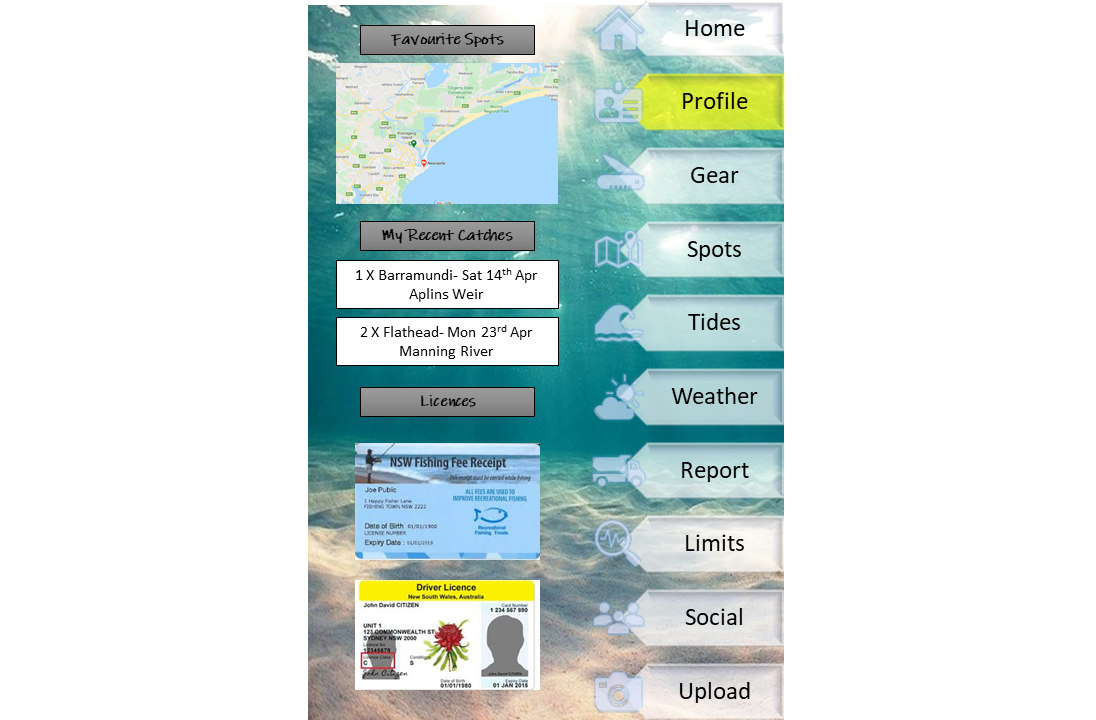 Favourite Spots
Newcastle
My Recent Catches
1 X Barramundi- Sat 14th Apr
Aplins Weir
2 X Flathead- Mon 23rd Apr
Manning River
Licences
NSW Fishing Fee Receipt
This receipt must be carried while fishing
Joe Public
1 Happy Fisher Lane
FISHING TOWN NSW 2222
ALL FEES ARE USED TO
IMPROVE RECREATIONAL FISHING
Recreational
Fishing Trusts
Date of Birth 01/01/1900
LICENSE NUMBER
Expiry Date : 01/01/2019
Driver Licence
New South Wales, Australia
John David CITIZEN
Card Number
1 234 567 890
UNIT 1
123 COMMONWEALTH ST
SYDNEY NSW 2000
Licence No
12345678
Licence Class
C
Conditions
S
John Citizen
JOHN DAVID CITIZEN
Date of Birth
01/01/1980
Expiry Date
01 JAN 2015
Home
Profile
Gear
Spots
Tides
Weather
Report
Limits
Social
Upload